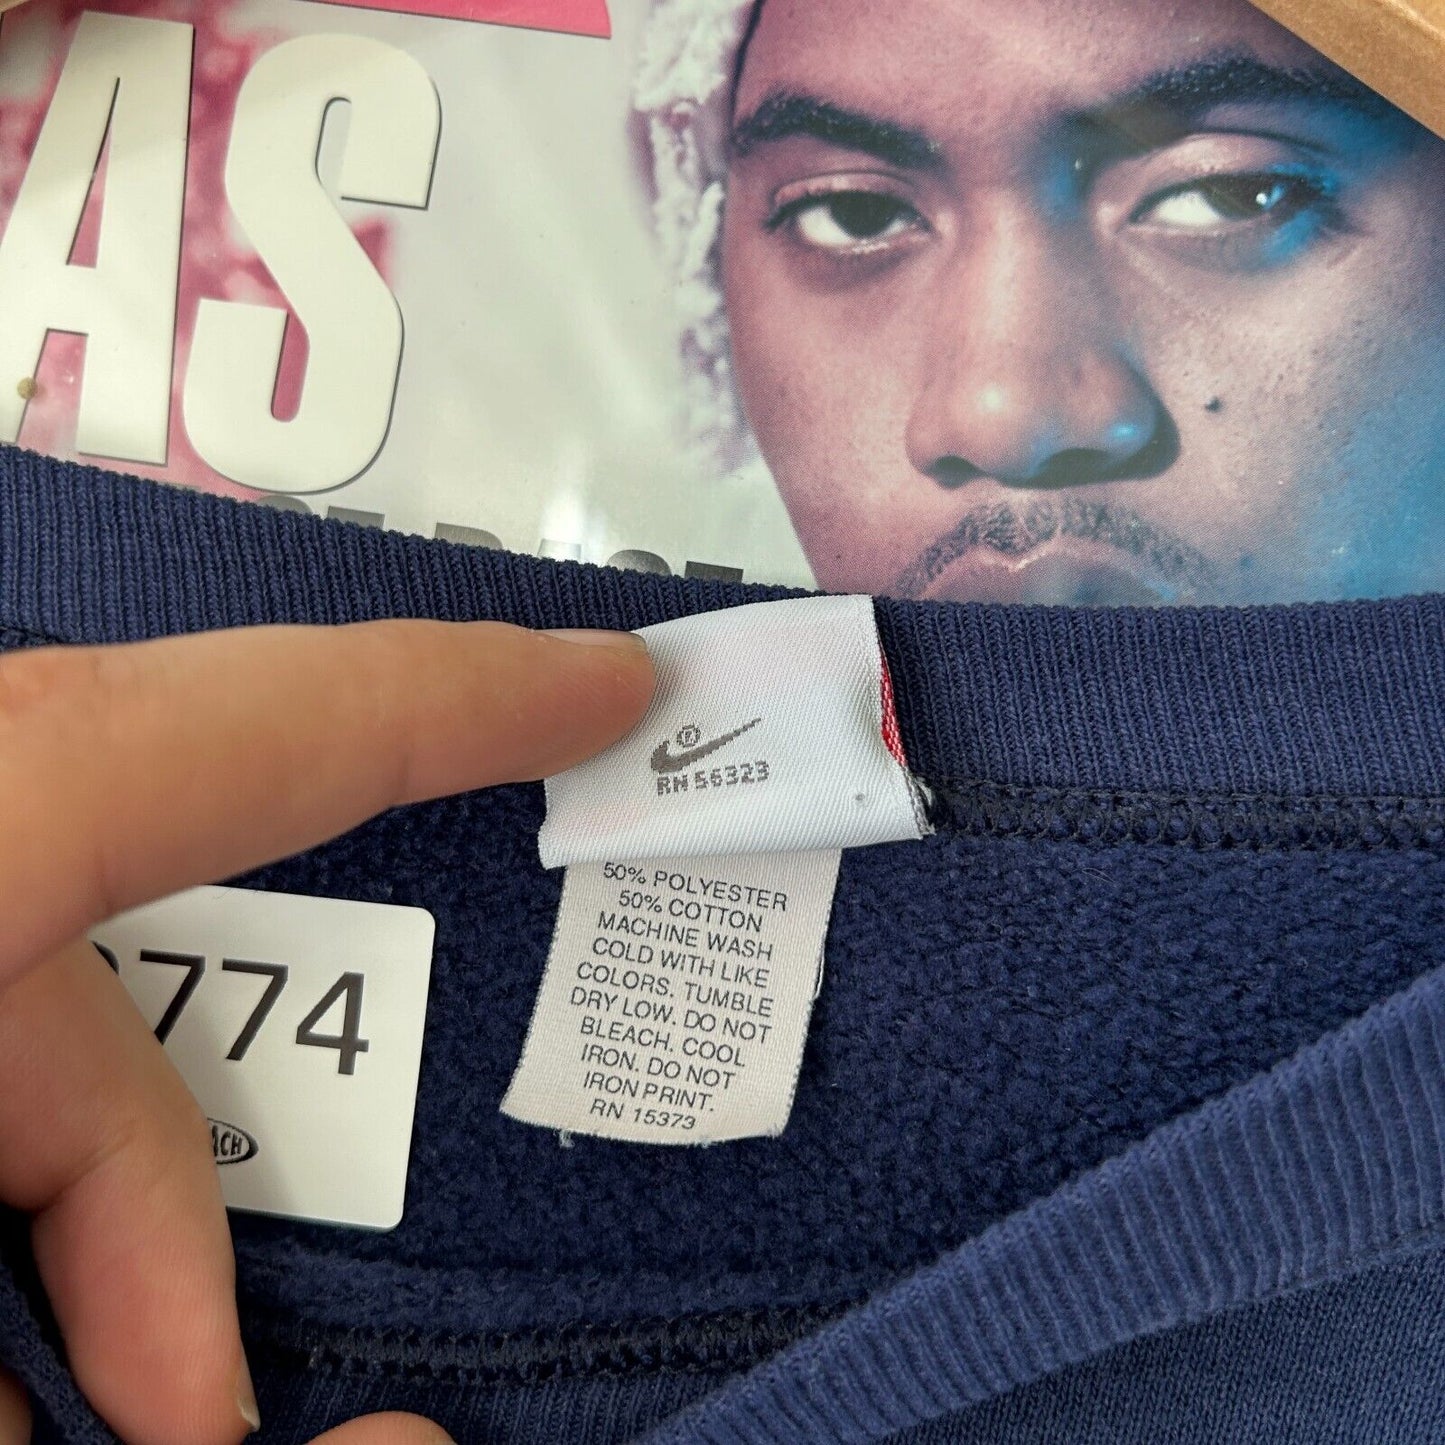 AS
RN 56323
50% POLYESTER
50% COTTON
MACHINE WASH
COLD WITH LIKE
COLORS. TUMBLE
DRY LOW. DO NOT
BLEACH. COOL
IRON. DO NOT
IRON PRINT.
RN 15373
774